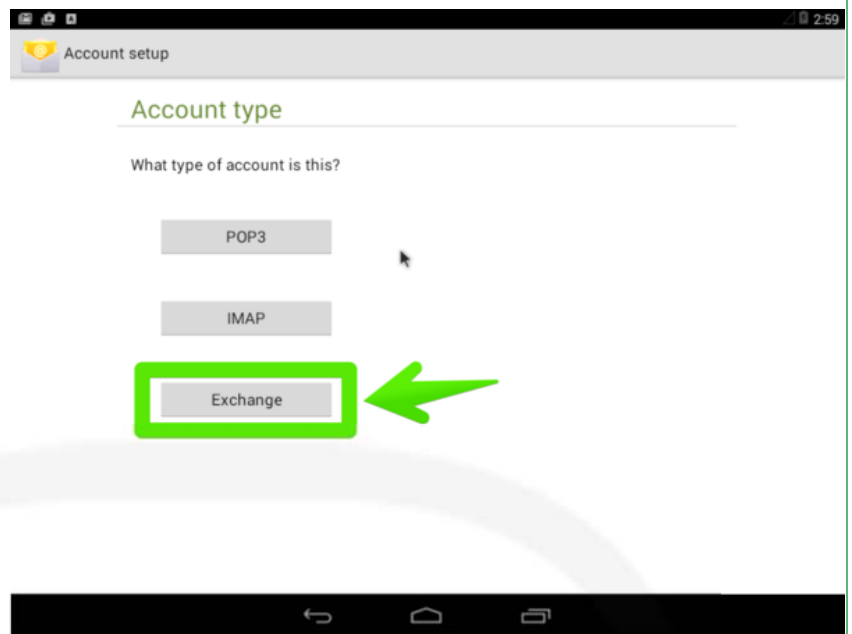 2:59
Account setup
Account type
What type of account is this?
POP3
IMAP
Exchange